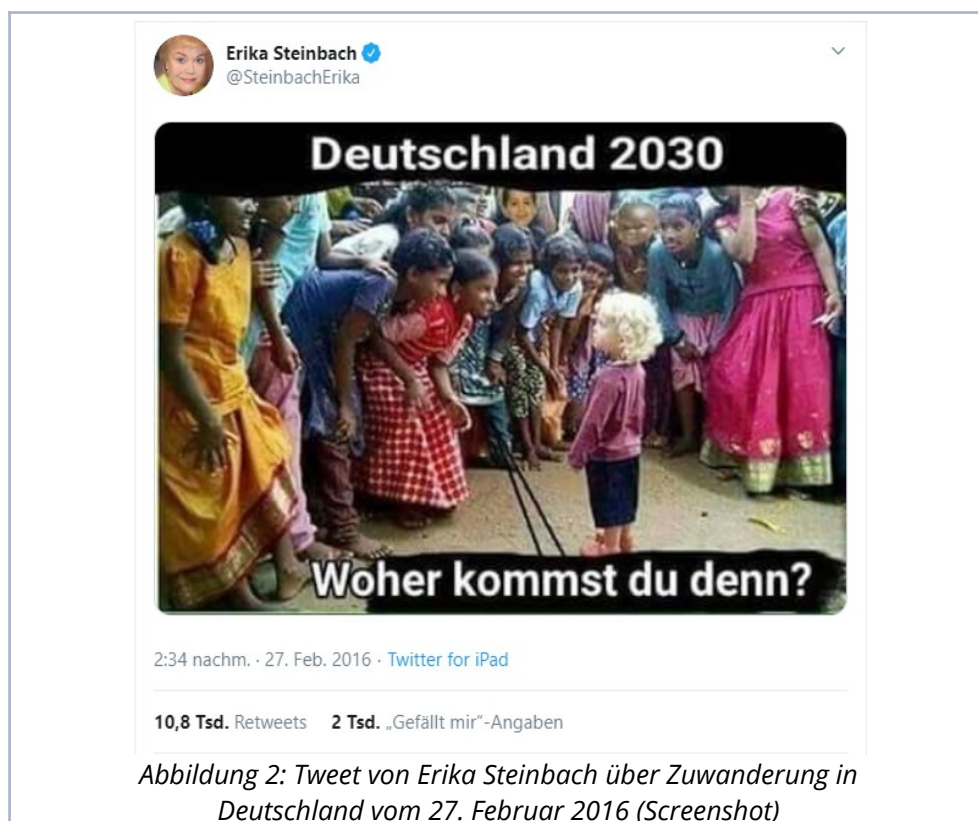 Erika Steinbach
@SteinbachErika
Deutschland 2030
Woher kommst du denn?
2:34 nachm. · 27. Feb. 2016 · Twitter for iPad
10,8 Tsd. Retweets 2 Tsd. „Gefällt mir“-Angaben
Abbildung 2: Tweet von Erika Steinbach über Zuwanderung in
Deutschland vom 27. Februar 2016 (Screenshot)